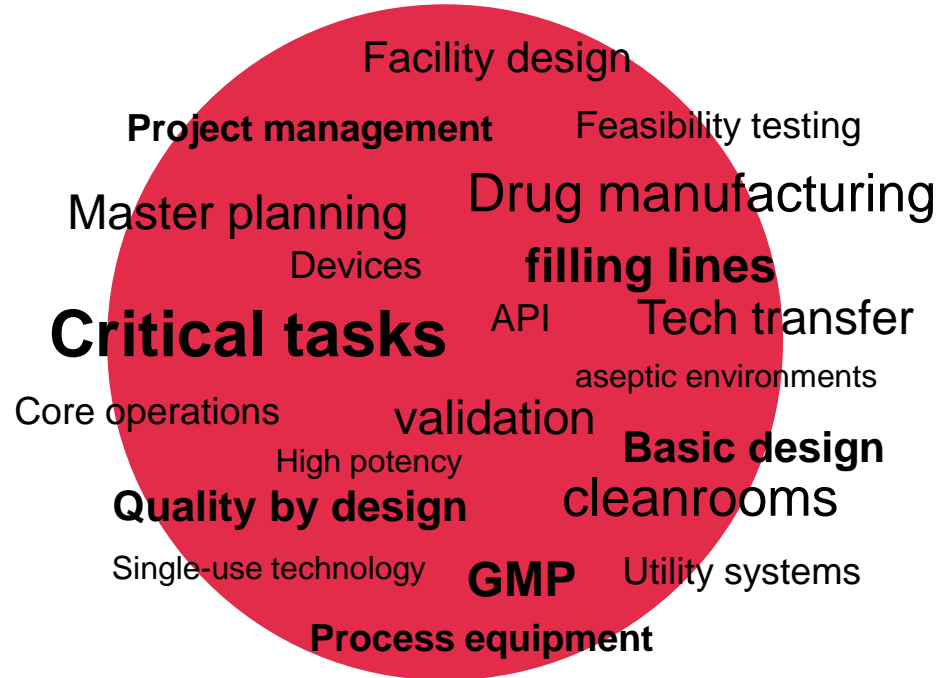 Facility design
Project management
Feasibility testing
Drug manufacturing
Master planning
Devices
filling lines
Critical tasks
API
Tech transfer
aseptic environments
Core operations
validation
Basic design
High potency
cleanrooms
Quality by design
Single-use technology
GMP
Utility systems
Process equipment